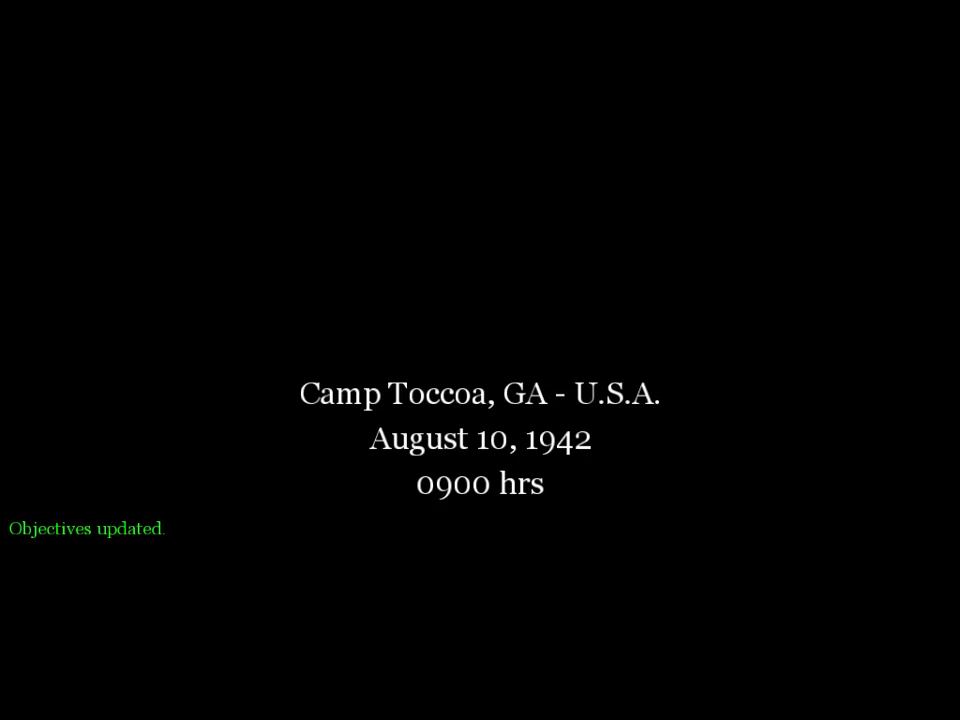 Camp Toccoa, GA - U.S.A.
August 10, 1942
0900 hrs
Objectives updated.